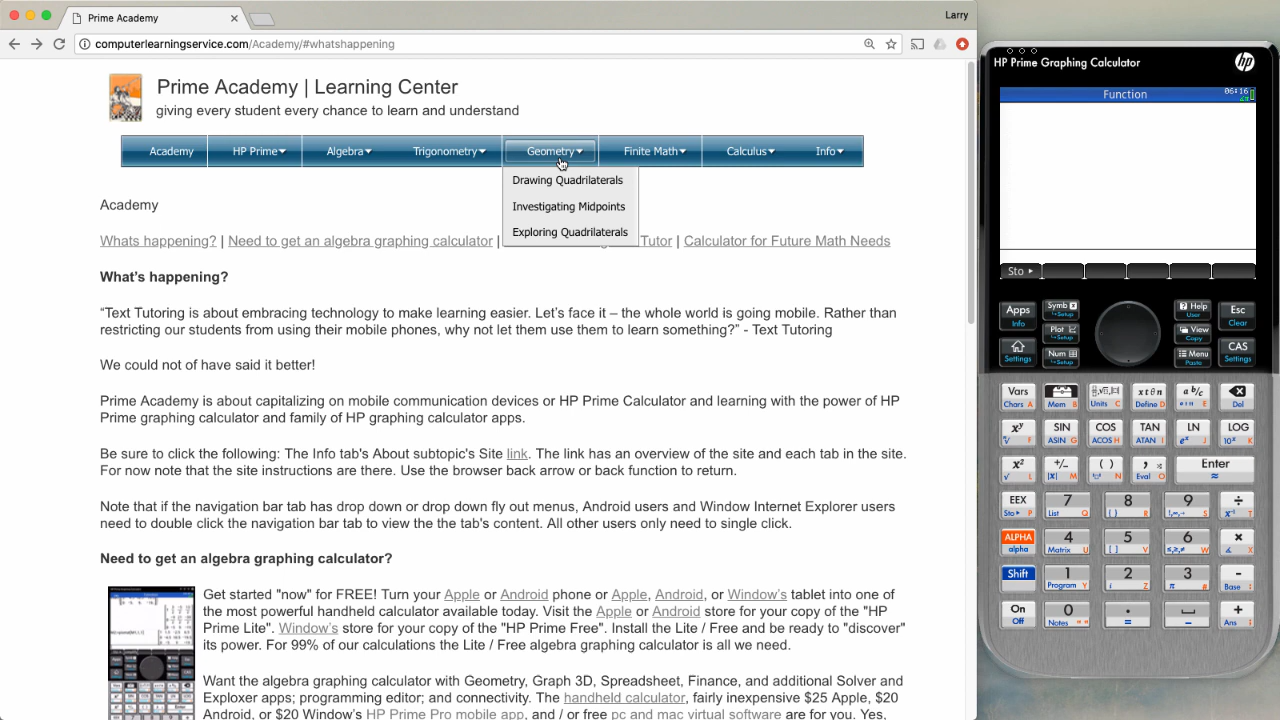 Prime Academy
Larry
computerlearningservice.com/Academy/#whatshappening
Prime Academy | Learning Center
giving every student every chance to learn and understand
Academy HP Prime Algebra Trigonometry Geometry Finite Math Calculus Info
Drawing Quadrilaterals
Investigating Midpoints
Exploring Quadrilaterals
Academy
Whats happening? | Need to get an algebra graphing calculator | Tutor | Calculator for Future Math Needs
What's happening?
“Text Tutoring is about embracing technology to make learning easier. Let’s face it – the whole world is going mobile. Rather than
restricting our students from using their mobile phones, why not let them use them to learn something?” - Text Tutoring
We could not of have said it better!
Prime Academy is about capitalizing on mobile communication devices or HP Prime Calculator and learning with the power of HP
Prime graphing calculator and family of HP graphing calculator apps.
Be sure to click the following: The Info tab's About subtopic's Site link. The link has an overview of the site and each tab in the site.
For now note that the site instructors are there. Use the browser back arrow or back function to return.
Note that if the navigation bar tab has drop down or drop down fly out menus, Android users and Window Internet Explorer users
need to double click the navigation bar tab to view the the tab's content. All other users only need to single click.
Need to get an algebra graphing calculator?
Get started "now" for FREE! Turn your Apple or Android phone or Apple, Android, or Window's tablet into one of
the most powerful handheld calculator available today. Visit the Apple or Android store for your copy of the "HP
Prime Lite". Window's store for your copy of the "HP Prime Free". Install the Lite / Free and be ready to "discover"
its power. For 99% of our calculations the Lite / Free algebra graphing calculator is all we need.
Want the algebra graphing calculator with Geometry, Graph 3D, Spreadsheet, Finance, and additional Solver and
Exploxer apps; programming editor; and connectivity. The handheld calculator, fairly inexpensive $25 Apple, $20
Android, or $20 Window's HP Prime Pro mobile app, and / or free pc and mac virtual software are for you. Yes,
HP Prime Graphing Calculator
hp
Function
06:16
Sto ▸
Apps Info
Symb Setup
Help User
Esc Clear
Plot Setup
View Copy
Settings
Num Setup
Menu Paste
CAS Settings
Vars Chars A
Mem B
Units C
x t θ n Define D
a b/c E
Del
xʸ F
SIN ASIN G
COS ACOS H
TAN ATAN I
LN eˣ J
LOG 10ˣ K
x² √ L
+/- |x| M
( ) N
, Eval O
Enter ≈
EEX Sto ▸ P
7 List Q
8 { } R
9 !,∞,→ S
÷ x⁻¹ T
ALPHA alpha
4 Matrix U
5 [ ] V
6 ≤,≥,≠ W
× ∡ X
Shift
1 Program Y
2 i Z
3 π #
- Base :
On Off
0 Notes
. =
_
+ Ans ;